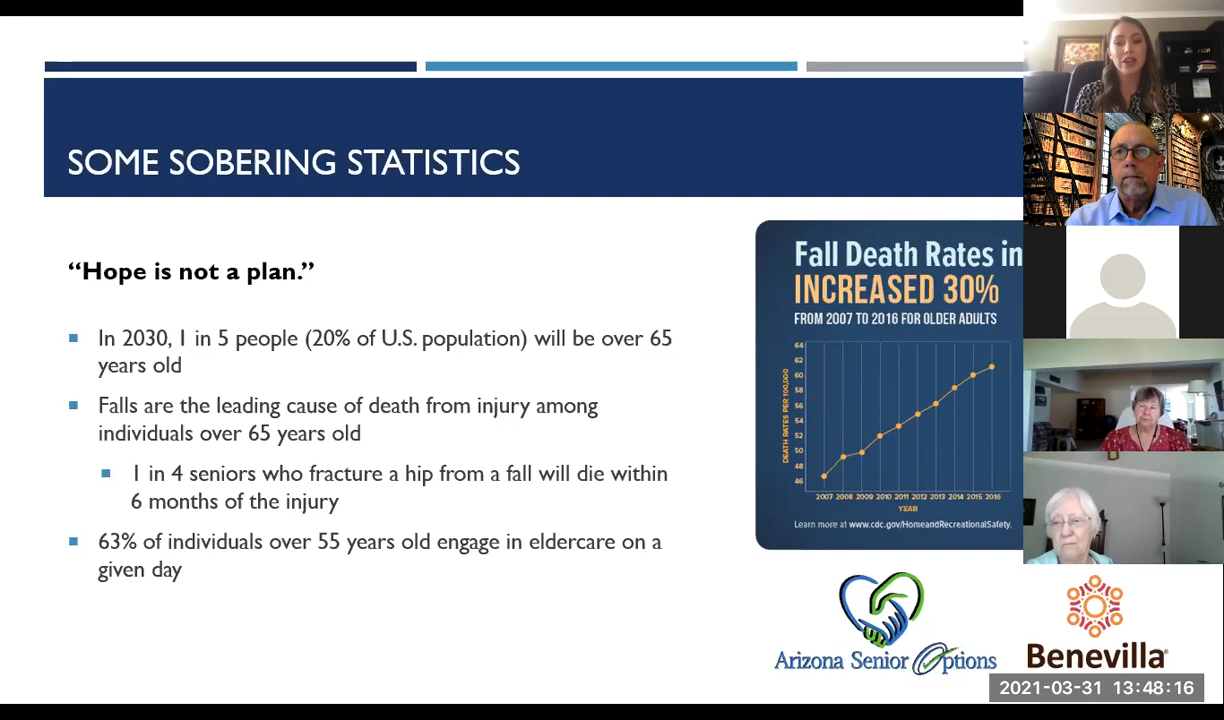 SOME SOBERING STATISTICS
“Hope is not a plan.”
In 2030, 1 in 5 people (20% of U.S. population) will be over 65
years old
Falls are the leading cause of death from injury among
individuals over 65 years old
1 in 4 seniors who fracture a hip from a fall will die within
6 months of the injury
63% of individuals over 55 years old engage in eldercare on a
given day
Fall Death Rates in
INCREASED 30%
FROM 2007 TO 2016 FOR OLDER ADULTS
DEATH RATES PER 100,000
64
62
60
58
56
54
52
50
48
46
2007 2008 2009 2010 2011 2012 2013 2014 2015 2016
YEAR
Learn more at www.cdc.gov/HomeandRecreationalSafety.
Arizona Senior Options
Benevilla
2021-03-31 13:48:16